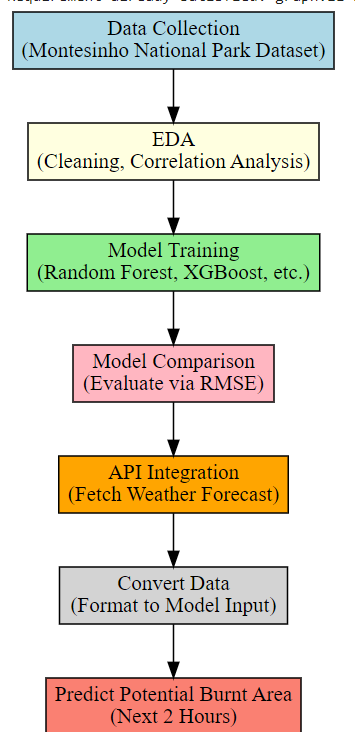 Data Collection
(Montesinho National Park Dataset)
EDA
(Cleaning, Correlation Analysis)
Model Training
(Random Forest, XGBoost, etc.)
Model Comparison
(Evaluate via RMSE)
API Integration
(Fetch Weather Forecast)
Convert Data
(Format to Model Input)
Predict Potential Burnt Area
(Next 2 Hours)